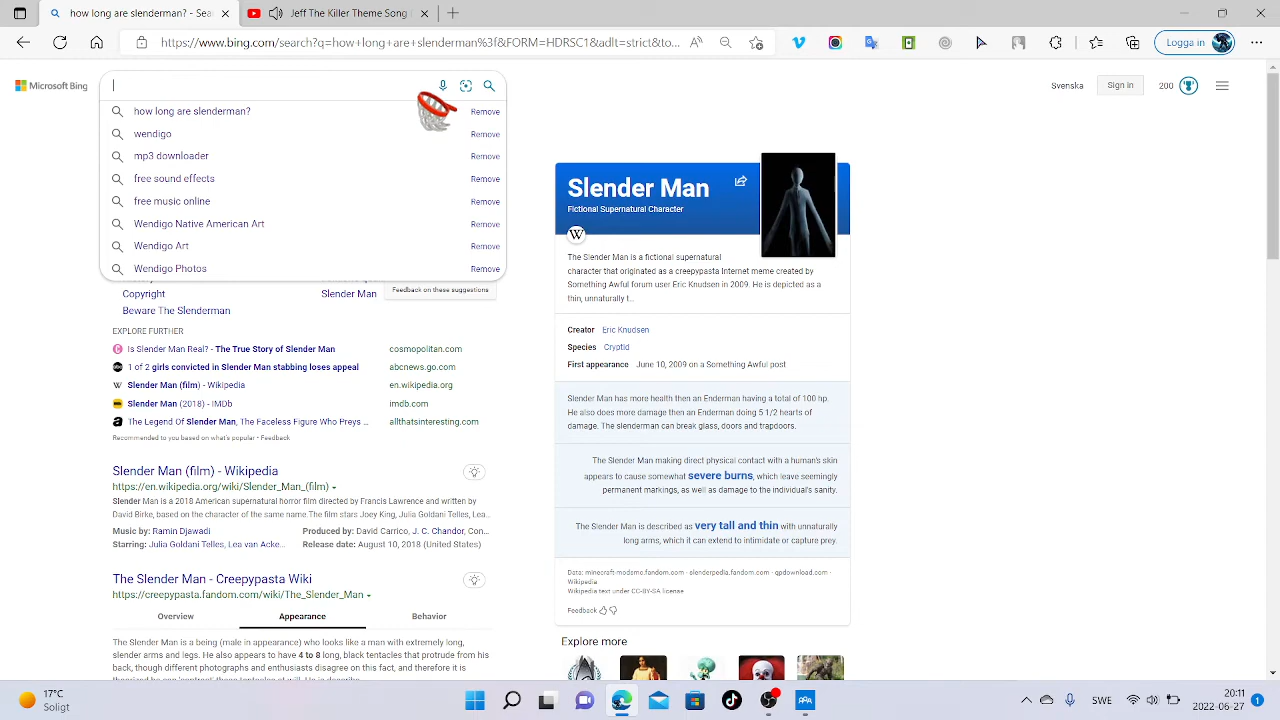 how long are slenderman? - Sea
Jeff The Killer Theme Song (
https://www.bing.com/search?q=how+long+are+slenderman%3f&FORM=HDRSC1&adlt=strict&to...
Logga in
Microsoft Bing
Svenska
Sign in
200
how long are slenderman?
Remove
wendigo
Remove
mp3 downloader
Remove
free sound effects
Remove
free music online
Remove
Wendigo Native American Art
Remove
Wendigo Art
Remove
Wendigo Photos
Remove
Feedback on these suggestions
Copyright
Slender Man
Beware The Slenderman
EXPLORE FURTHER
Is Slender Man Real? - The True Story of Slender Man
cosmopolitan.com
1 of 2 girls convicted in Slender Man stabbing loses appeal
abcnews.go.com
Slender Man (film) - Wikipedia
en.wikipedia.org
Slender Man (2018) - IMDb
imdb.com
The Legend Of Slender Man, The Faceless Figure Who Preys ...
allthatsinteresting.com
Recommended to you based on what's popular • Feedback
Slender Man (film) - Wikipedia
https://en.wikipedia.org/wiki/Slender_Man_(film)
Slender Man is a 2018 American supernatural horror film directed by Francis Lawrence and written by
David Birke, based on the character of the same name.The film stars Joey King, Julia Goldani Telles, Lea...
Music by: Ramin Djawadi
Produced by: David Carrico, J. C. Chandor, Con...
Starring: Julia Goldani Telles, Lea van Acke...
Release date: August 10, 2018 (United States)
The Slender Man - Creepypasta Wiki
https://creepypasta.fandom.com/wiki/The_Slender_Man
Overview
Appearance
Behavior
The Slender Man is a being (male in appearance) who looks like a man with extremely long,
slender arms and legs. He also appears to have 4 to 8 long, black tentacles that protrude from his
back, though different photographs and enthusiasts disagree on this fact, and therefore it is
Slender Man
Fictional Supernatural Character
W
The Slender Man is a fictional supernatural
character that originated as a creepypasta Internet meme created by
Something Awful forum user Eric Knudsen in 2009. He is depicted as a
thin, unnaturally t...
Creator Eric Knudsen
Species Cryptid
First appearance June 10, 2009 on a Something Awful post
Slender Man has more health then an Enderman having a total of 100 hp.
He also does more damage then an Enderman doing 5 1/2 hearts of
damage. The slenderman can break glass, doors and trapdoors.
The Slender Man making direct physical contact with a human's skin
appears to cause somewhat severe burns, which leave seemingly
permanent markings, as well as damage to the individual's sanity.
The Slender Man is described as very tall and thin with unnaturally
long arms, which it can extend to intimidate or capture prey.
Data: minecraft-modsmc.fandom.com · slenderpedia.fandom.com · qpdownload.com ·
Wikipedia
Wikipedia text under CC-BY-SA license
Feedback
Explore more
17°C
Soligt
SWE
20:11
2022-06-27
1